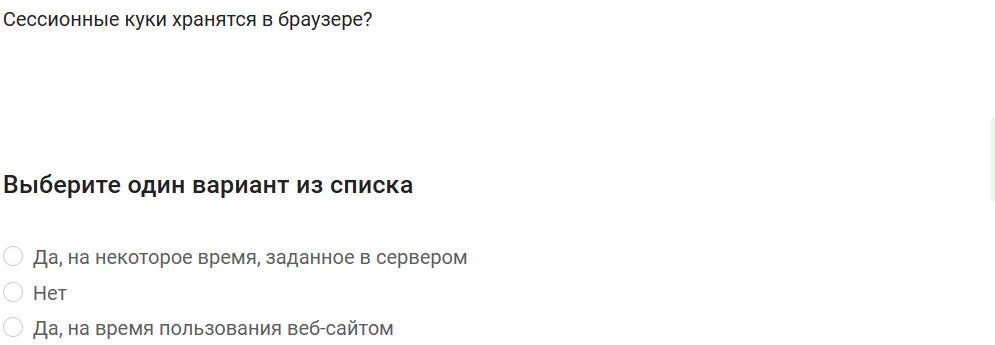 Сессионные куки хранятся в браузере?
Выберите один вариант из списка
Да, на некоторое время, заданное в сервером
Нет
Да, на время пользования веб-сайтом